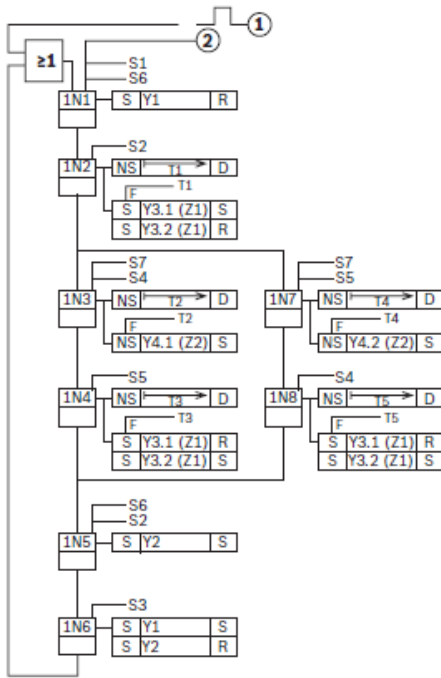 1
2
≥1
S1
S6
1N1 S Y1 R
S2
1N2 NS T1 D
T1
F
S Y3.1 (Z1) S
S Y3.2 (Z1) R
S7 S7
S4 S5
1N3 NS T2 D 1N7 NS T4 D
T2 T4
F F
NS Y4.1 (Z2) S NS Y4.2 (Z2) S
S5 S4
1N4 NS T3 D 1N8 NS T5 D
T3 T5
F F
S Y3.1 (Z1) R S Y3.1 (Z1) R
S Y3.2 (Z1) S S Y3.2 (Z1) S
S6
S2
1N5 S Y2 S
S3
1N6 S Y1 S
S Y2 R